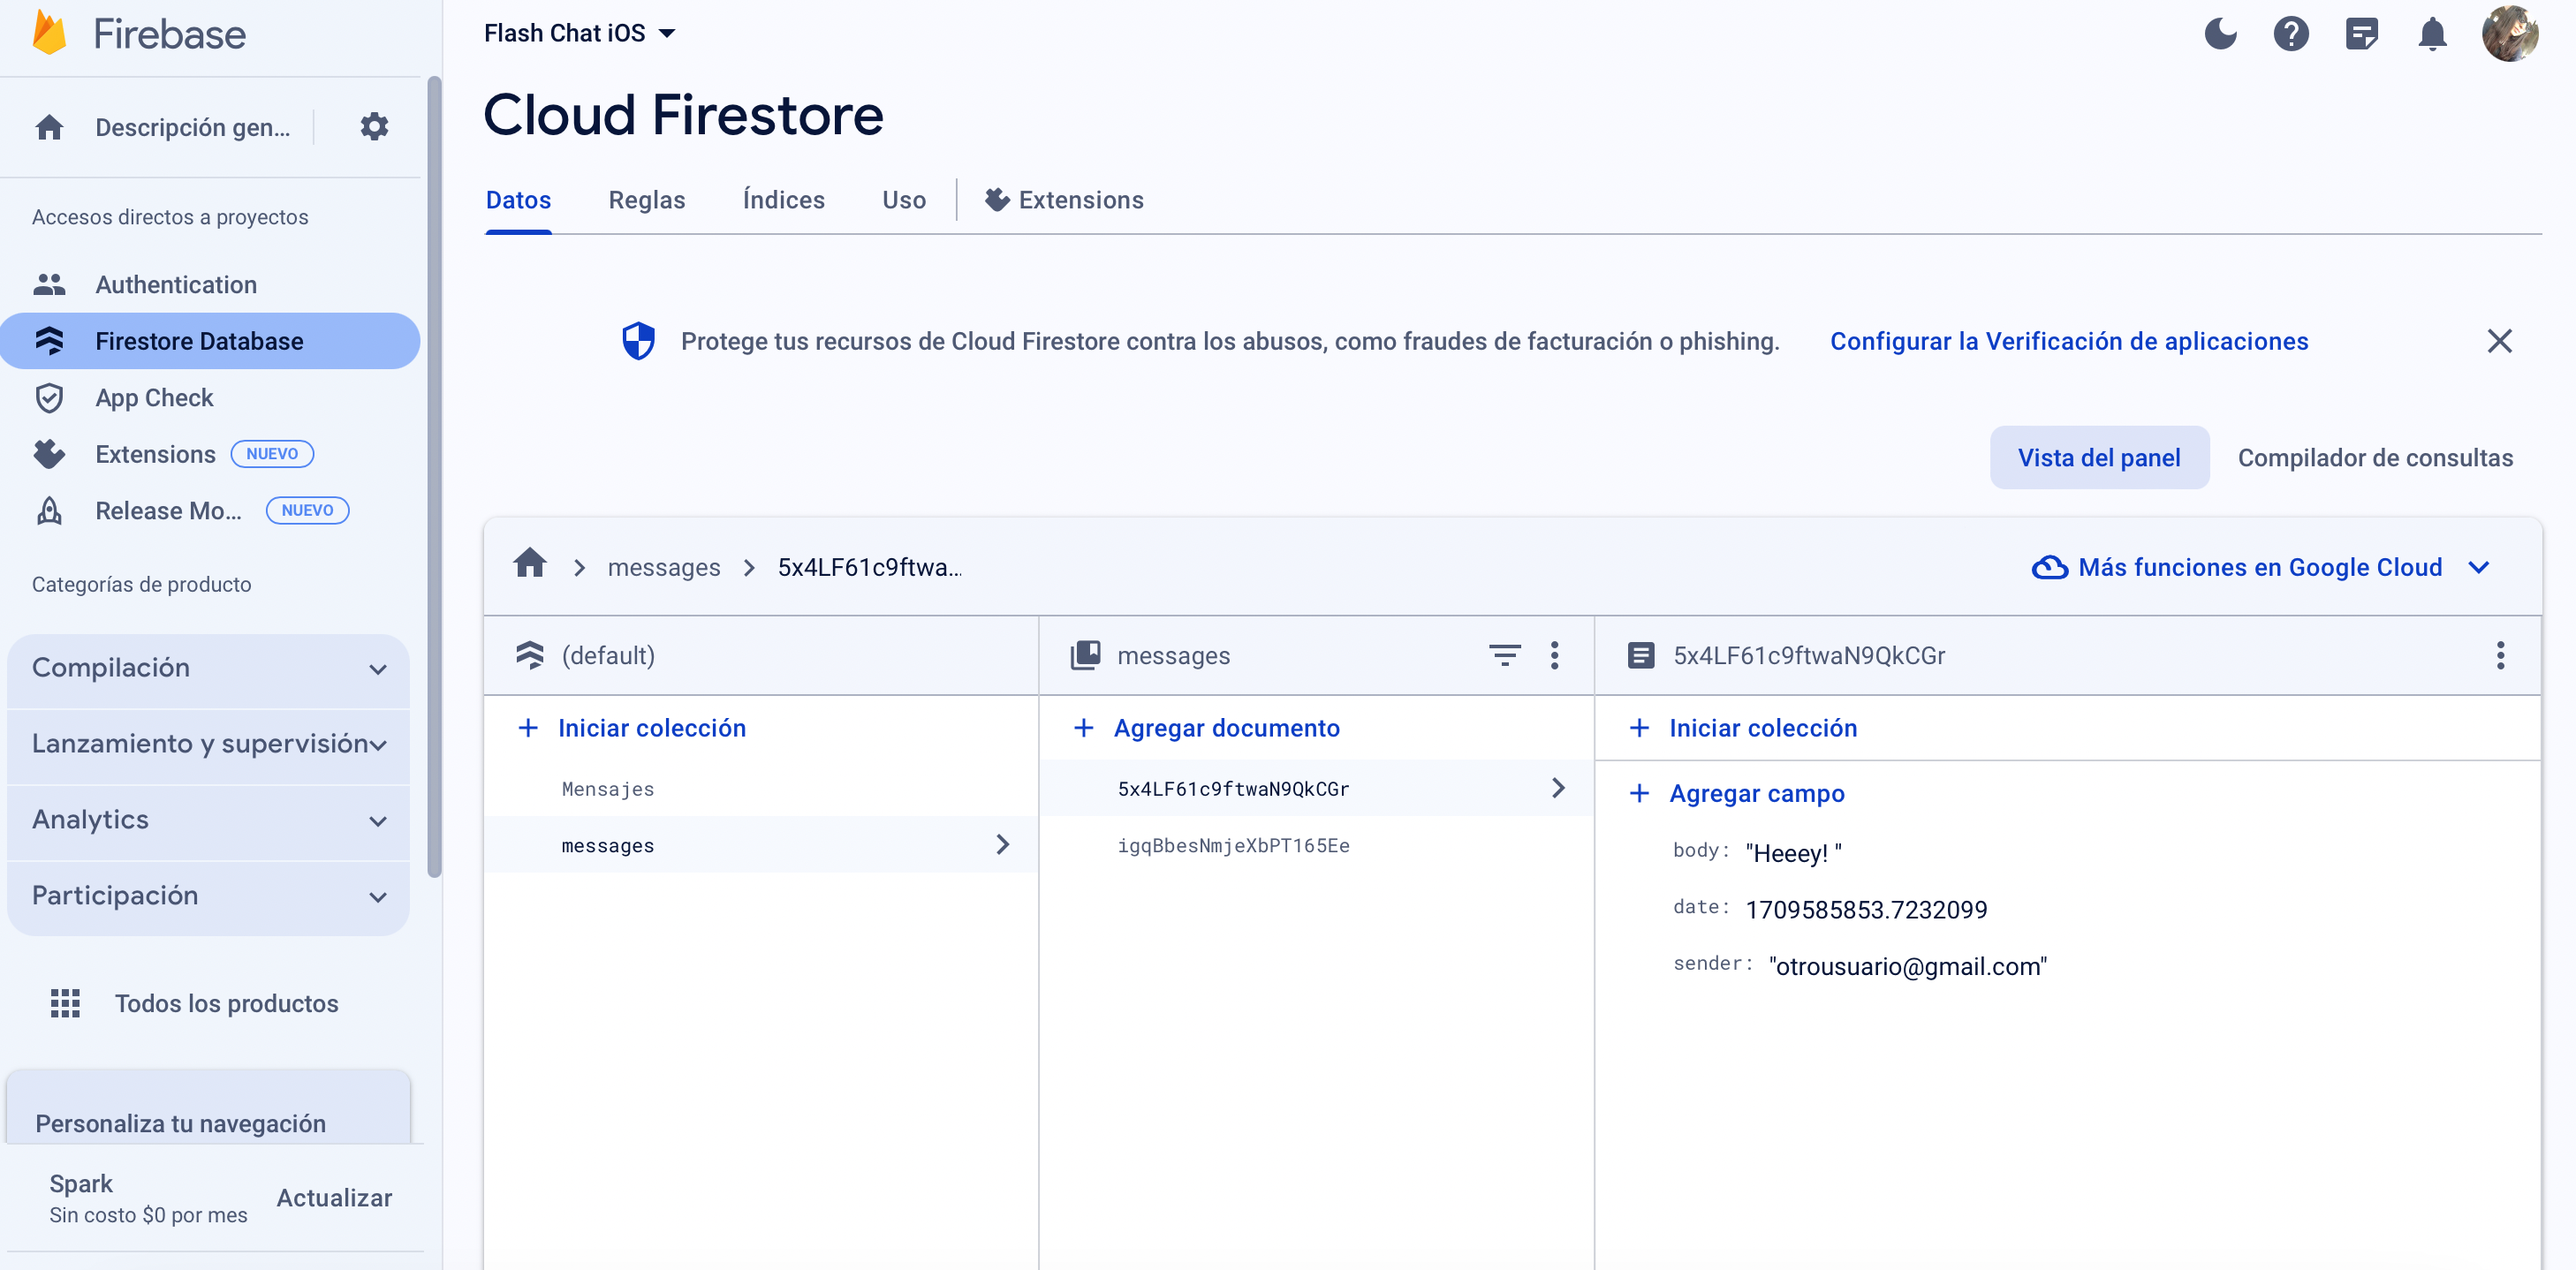 Firebase
Flash Chat iOS
Descripción gen...
Accesos directos a proyectos
Authentication
Firestore Database
App Check
Extensions NUEVO
Release Mo... NUEVO
Categorías de producto
Compilación
Lanzamiento y supervisión
Analytics
Participación
Todos los productos
Personaliza tu navegación
Spark
Sin costo $0 por mes
Actualizar
Cloud Firestore
Datos Reglas Índices Uso Extensions
Protege tus recursos de Cloud Firestore contra los abusos, como fraudes de facturación o phishing. Configurar la Verificación de aplicaciones
Vista del panel Compilador de consultas
messages 5x4LF61c9ftwa... Más funciones en Google Cloud
(default)
Iniciar colección
Mensajes
messages
messages
Agregar documento
5x4LF61c9ftwaN9QkCGr
igqBbesNmjeXbPT165Ee
5x4LF61c9ftwaN9QkCGr
Iniciar colección
Agregar campo
body: "Heeey! "
date: 1709585853.7232099
sender: "otrousuario@gmail.com"